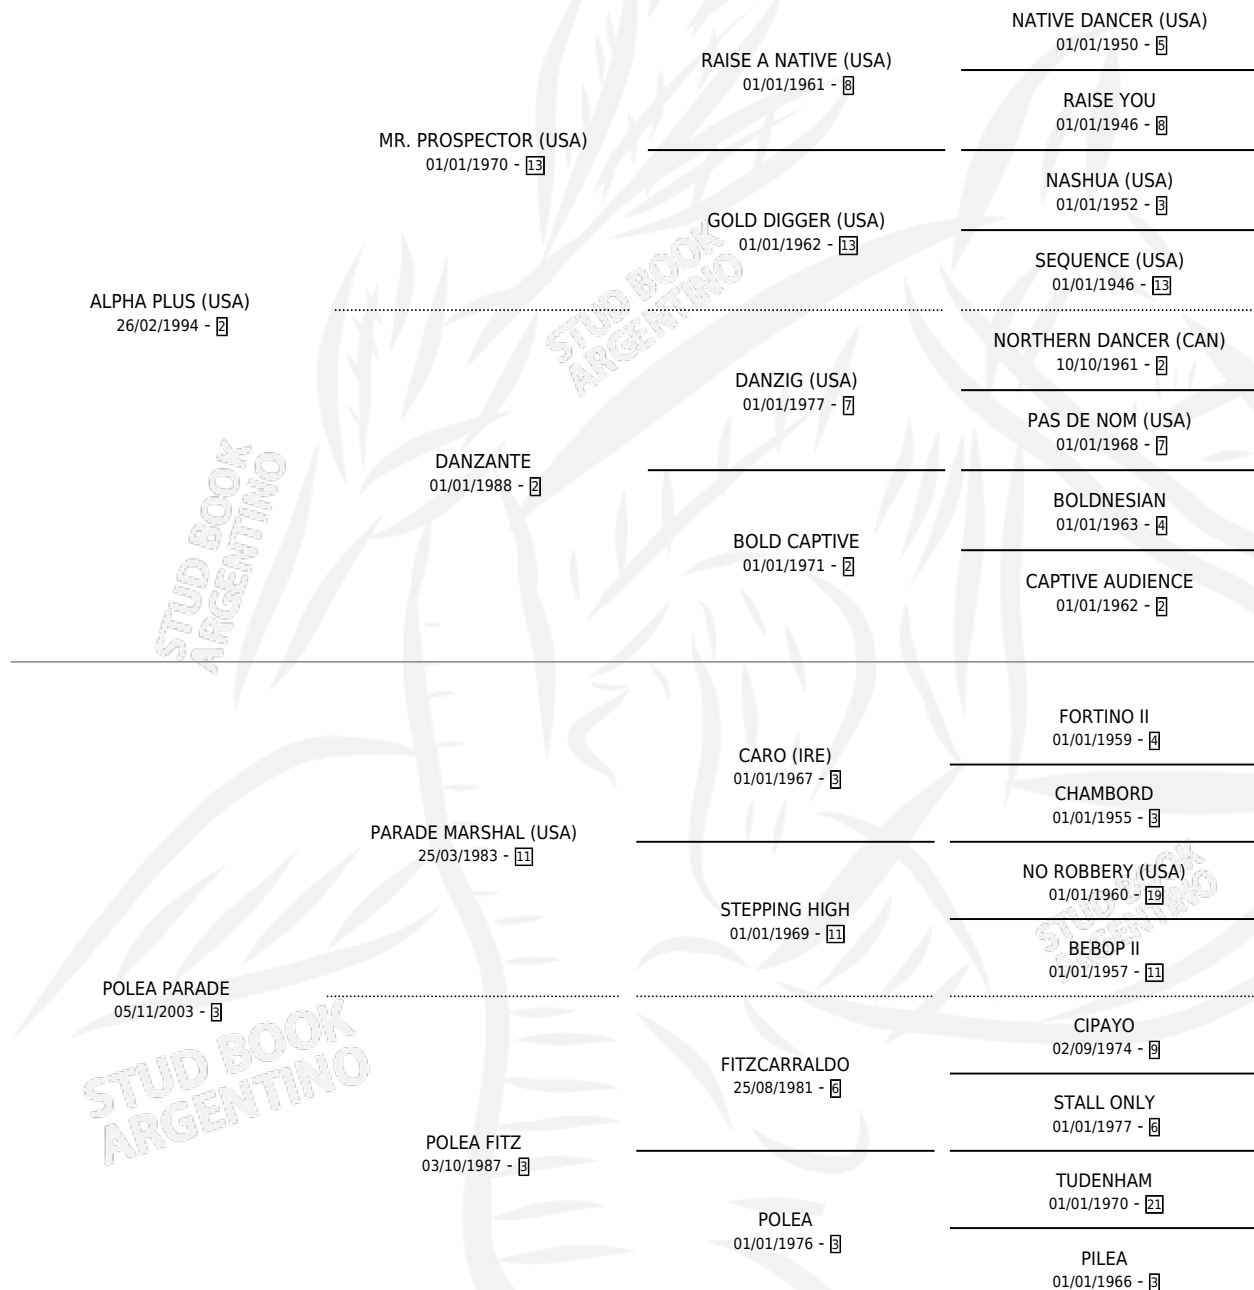 NATIVE DANCER (USA)
01/01/1950 - 5
RAISE A NATIVE (USA)
01/01/1961 - 8
RAISE YOU
01/01/1946 - 8
MR. PROSPECTOR (USA)
01/01/1970 - 13
NASHUA (USA)
01/01/1952 - 3
GOLD DIGGER (USA)
01/01/1962 - 13
SEQUENCE (USA)
01/01/1946 - 13
ALPHA PLUS (USA)
26/02/1994 - 2
NORTHERN DANCER (CAN)
10/10/1961 - 2
DANZIG (USA)
01/01/1977 - 7
PAS DE NOM (USA)
01/01/1968 - 7
DANZANTE
01/01/1988 - 2
BOLDNESIAN
01/01/1963 - 4
BOLD CAPTIVE
01/01/1971 - 2
CAPTIVE AUDIENCE
01/01/1962 - 2
FORTINO II
01/01/1959 - 4
CARO (IRE)
01/01/1967 - 3
CHAMBORD
01/01/1955 - 3
PARADE MARSHAL (USA)
25/03/1983 - 11
NO ROBBERY (USA)
01/01/1960 - 19
STEPPING HIGH
01/01/1969 - 11
BEBOP II
01/01/1957 - 11
POLEA PARADE
05/11/2003 - 3
CIPAYO
02/09/1974 - 9
FITZCARRALDO
25/08/1981 - 6
STALL ONLY
01/01/1977 - 6
POLEA FITZ
03/10/1987 - 3
TUDENHAM
01/01/1970 - 21
POLEA
01/01/1976 - 3
PILEA
01/01/1966 - 3
STUD BOOK
ARGENTINO
STUD BOOK
ARGENTINO
STUD BOOK
ARGENTINO
STUD BOOK
ARGENTINO